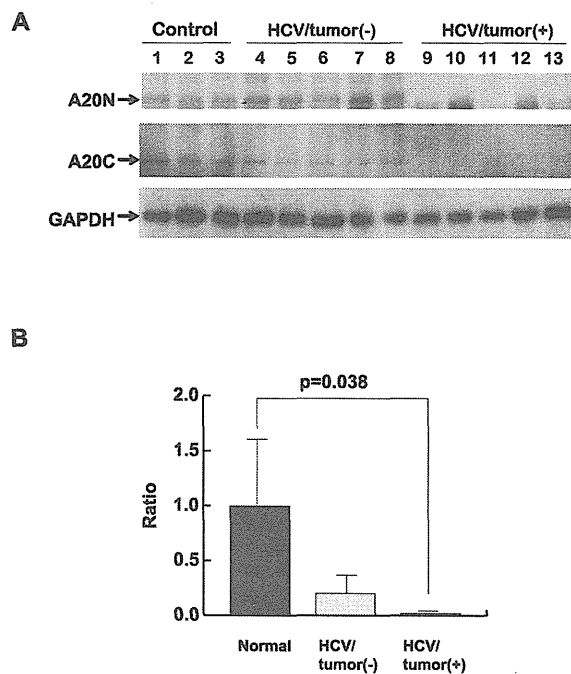 A
Control HCV/tumor(-) HCV/tumor(+)
1 2 3 4 5 6 7 8 9 10 11 12 13
A20N
A20C
GAPDH
B
p=0.038
2.0
1.5
1.0
0.5
0.0
Ratio
Normal HCV/ HCV/
tumor(-) tumor(+)